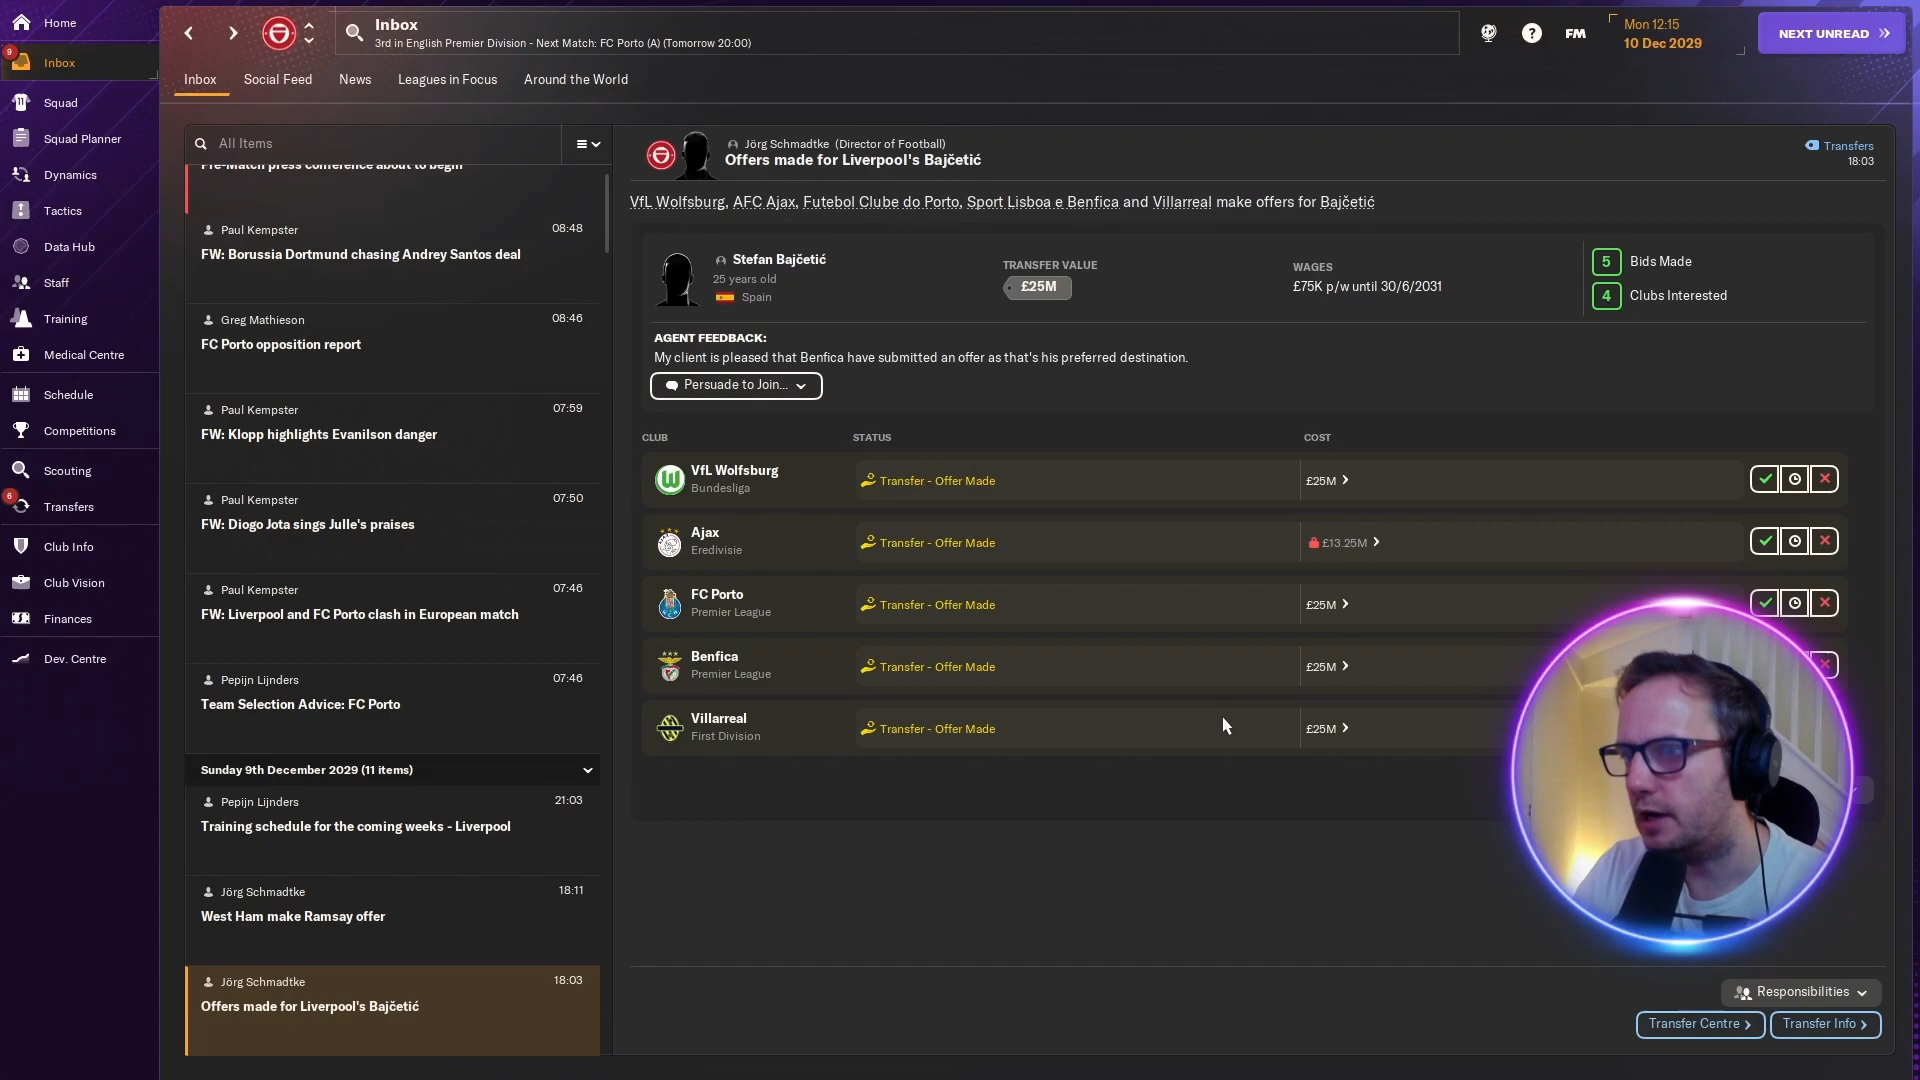 Home
9
Inbox
Squad
Squad Planner
Dynamics
Tactics
Data Hub
Staff
Training
Medical Centre
Schedule
Competitions
Scouting
6
Transfers
Club Info
Club Vision
Finances
Dev. Centre
Inbox
3rd in English Premier Division - Next Match: FC Porto (A) (Tomorrow 20:00)
FM
Mon 12:15
10 Dec 2029
NEXT UNREAD
Inbox Social Feed News Leagues in Focus Around the World
All Items
Pre-Match press conference about to begin
Paul Kempster 08:48
FW: Borussia Dortmund chasing Andrey Santos deal
Greg Mathieson 08:46
FC Porto opposition report
Paul Kempster 07:59
FW: Klopp highlights Evanilson danger
Paul Kempster 07:50
FW: Diogo Jota sings Julle's praises
Paul Kempster 07:46
FW: Liverpool and FC Porto clash in European match
Pepijn Lijnders 07:46
Team Selection Advice: FC Porto
Sunday 9th December 2029 (11 items)
Pepijn Lijnders 21:03
Training schedule for the coming weeks - Liverpool
Jörg Schmadtke 18:11
West Ham make Ramsay offer
Jörg Schmadtke 18:03
Offers made for Liverpool's Bajčetić
Jörg Schmadtke (Director of Football)
Offers made for Liverpool's Bajčetić
Transfers
18:03
VfL Wolfsburg, AFC Ajax, Futebol Clube do Porto, Sport Lisboa e Benfica and Villarreal make offers for Bajčetić
Stefan Bajčetić
25 years old
Spain
TRANSFER VALUE
£25M
WAGES
£75K p/w until 30/6/2031
5 Bids Made
4 Clubs Interested
AGENT FEEDBACK:
My client is pleased that Benfica have submitted an offer as that's his preferred destination.
Persuade to Join...
CLUB STATUS COST
VfL Wolfsburg
Bundesliga
Transfer - Offer Made £25M
Ajax
Eredivisie
Transfer - Offer Made £13.25M
FC Porto
Premier League
Transfer - Offer Made £25M
Benfica
Premier League
Transfer - Offer Made £25M
Villarreal
First Division
Transfer - Offer Made £25M
Responsibilities
Transfer Centre Transfer Info